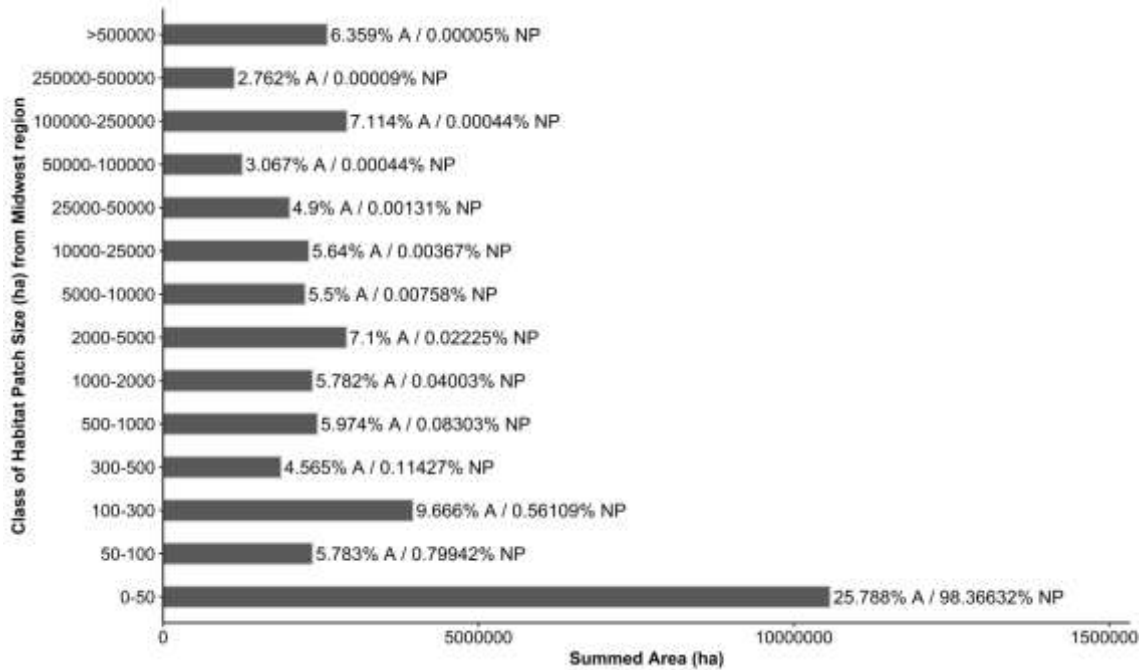 Class of Habitat Patch Size (ha) from Midwest region
>500000 6.359% A / 0.00005% NP
250000-500000 2.762% A / 0.00009% NP
100000-250000 7.114% A / 0.00044% NP
50000-100000 3.067% A / 0.00044% NP
25000-50000 4.9% A / 0.00131% NP
10000-25000 5.64% A / 0.00367% NP
5000-10000 5.5% A / 0.00758% NP
2000-5000 7.1% A / 0.02225% NP
1000-2000 5.782% A / 0.04003% NP
500-1000 5.974% A / 0.08303% NP
300-500 4.565% A / 0.11427% NP
100-300 9.666% A / 0.56109% NP
50-100 5.783% A / 0.79942% NP
0-50 25.788% A / 98.36632% NP
0 5000000 10000000 1500000
Summed Area (ha)